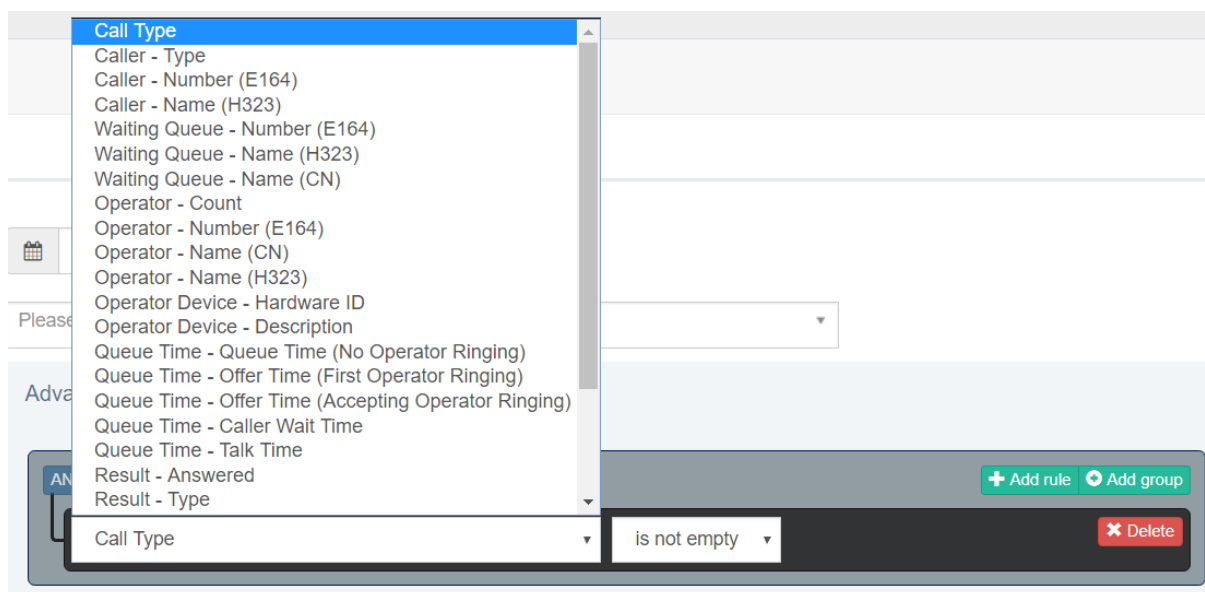 Call Type
Caller - Type
Caller - Number (E164)
Caller - Name (H323)
Waiting Queue - Number (E164)
Waiting Queue - Name (H323)
Waiting Queue - Name (CN)
Operator - Count
Operator - Number (E164)
Operator - Name (CN)
Operator - Name (H323)
Operator Device - Hardware ID
Please
Operator Device - Description
Queue Time - Queue Time (No Operator Ringing)
Queue Time - Offer Time (First Operator Ringing)
Adva
Queue Time - Offer Time (Accepting Operator Ringing)
Queue Time - Caller Wait Time
Queue Time - Talk Time
Result - Answered
AN
Add rule Add group
Result - Type
Call Type is not empty Delete